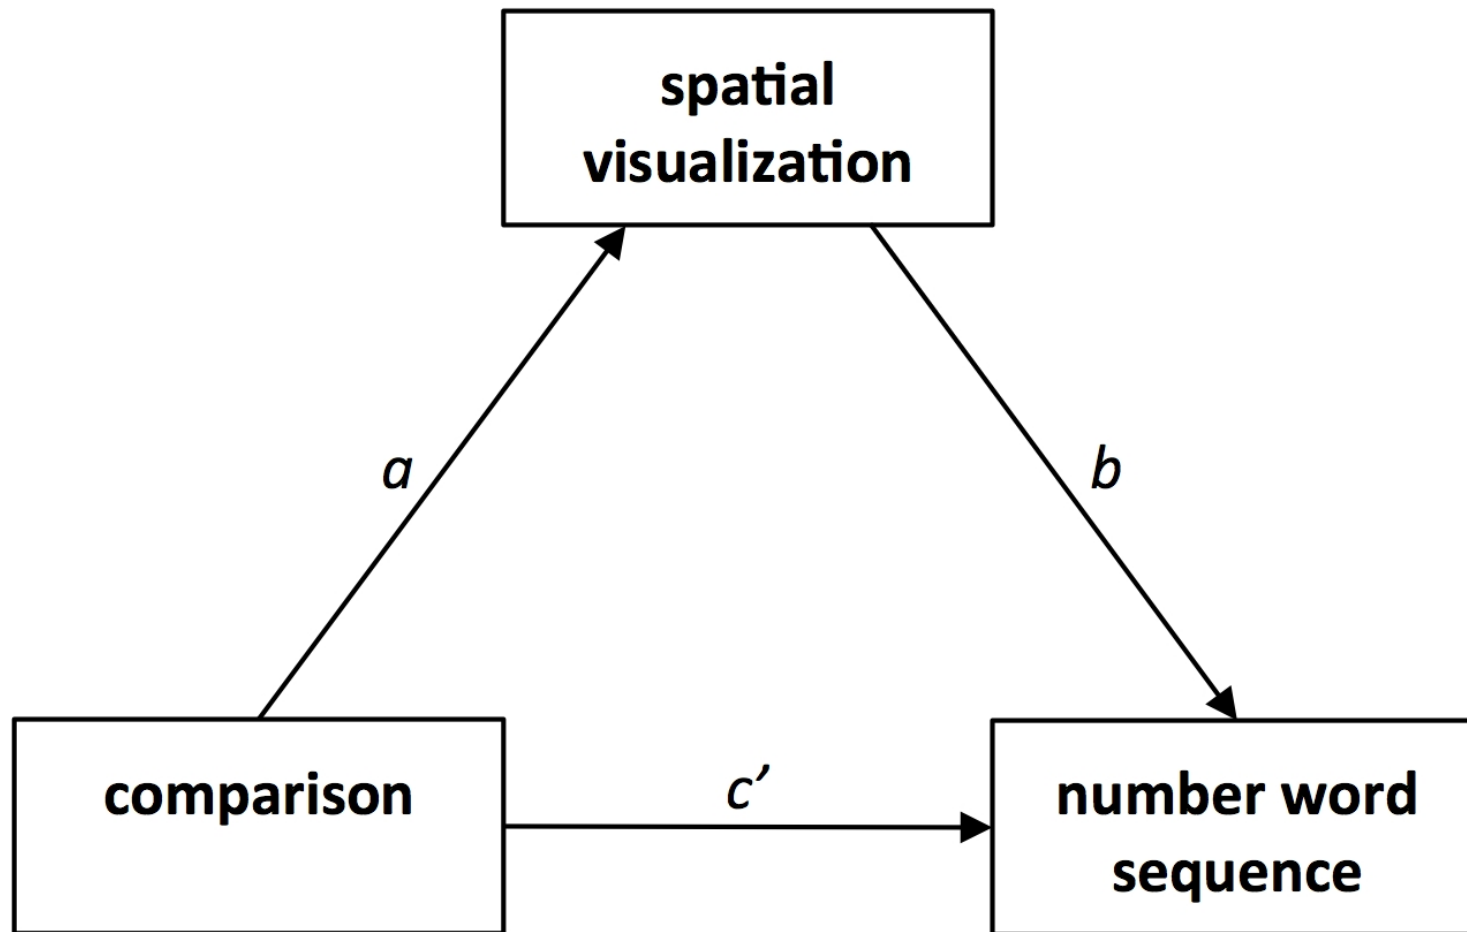 spatial
visualization
a
b
c’
comparison
number word
sequence